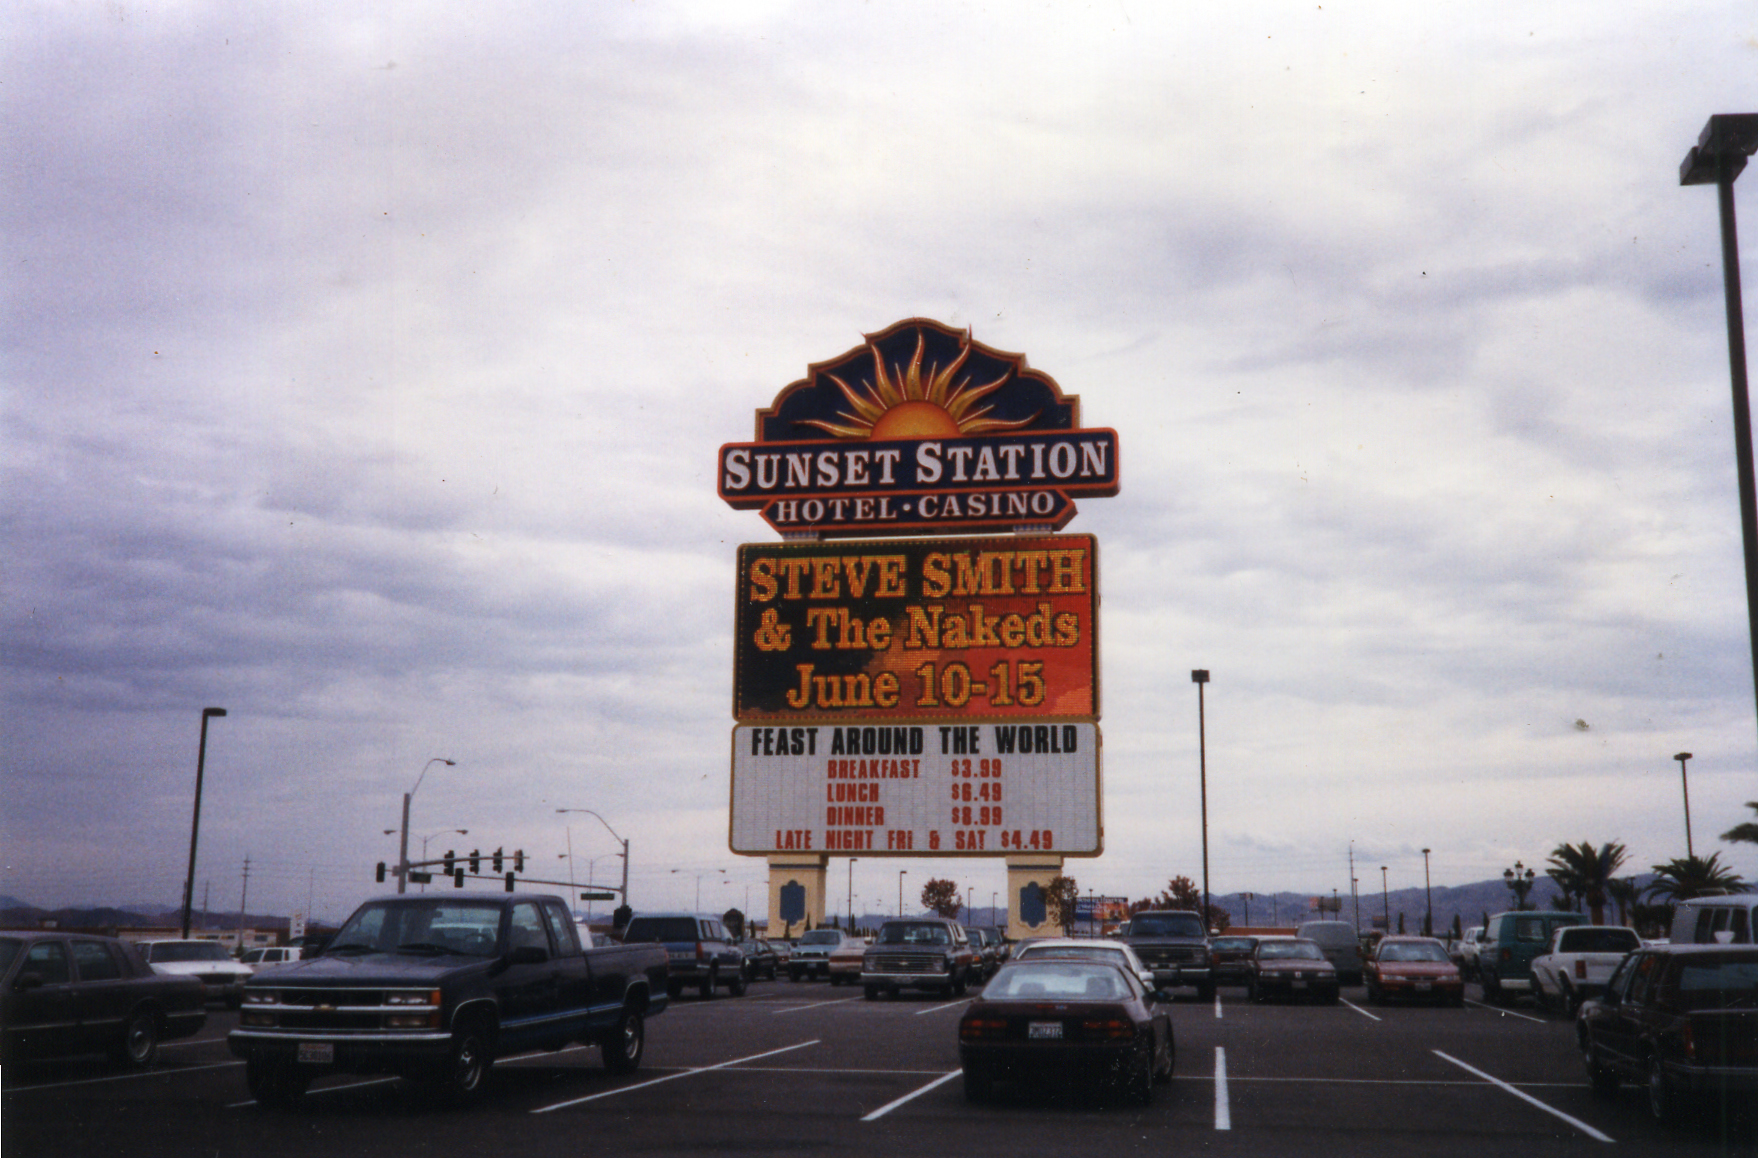 SUNSET STATION
HOTEL · CASINO
STEVE SMITH
& The Nakeds
June 10-15
FEAST AROUND THE WORLD
BREAKFAST $3.99
LUNCH $6.49
DINNER $8.99
LATE NIGHT FRI & SAT $4.49